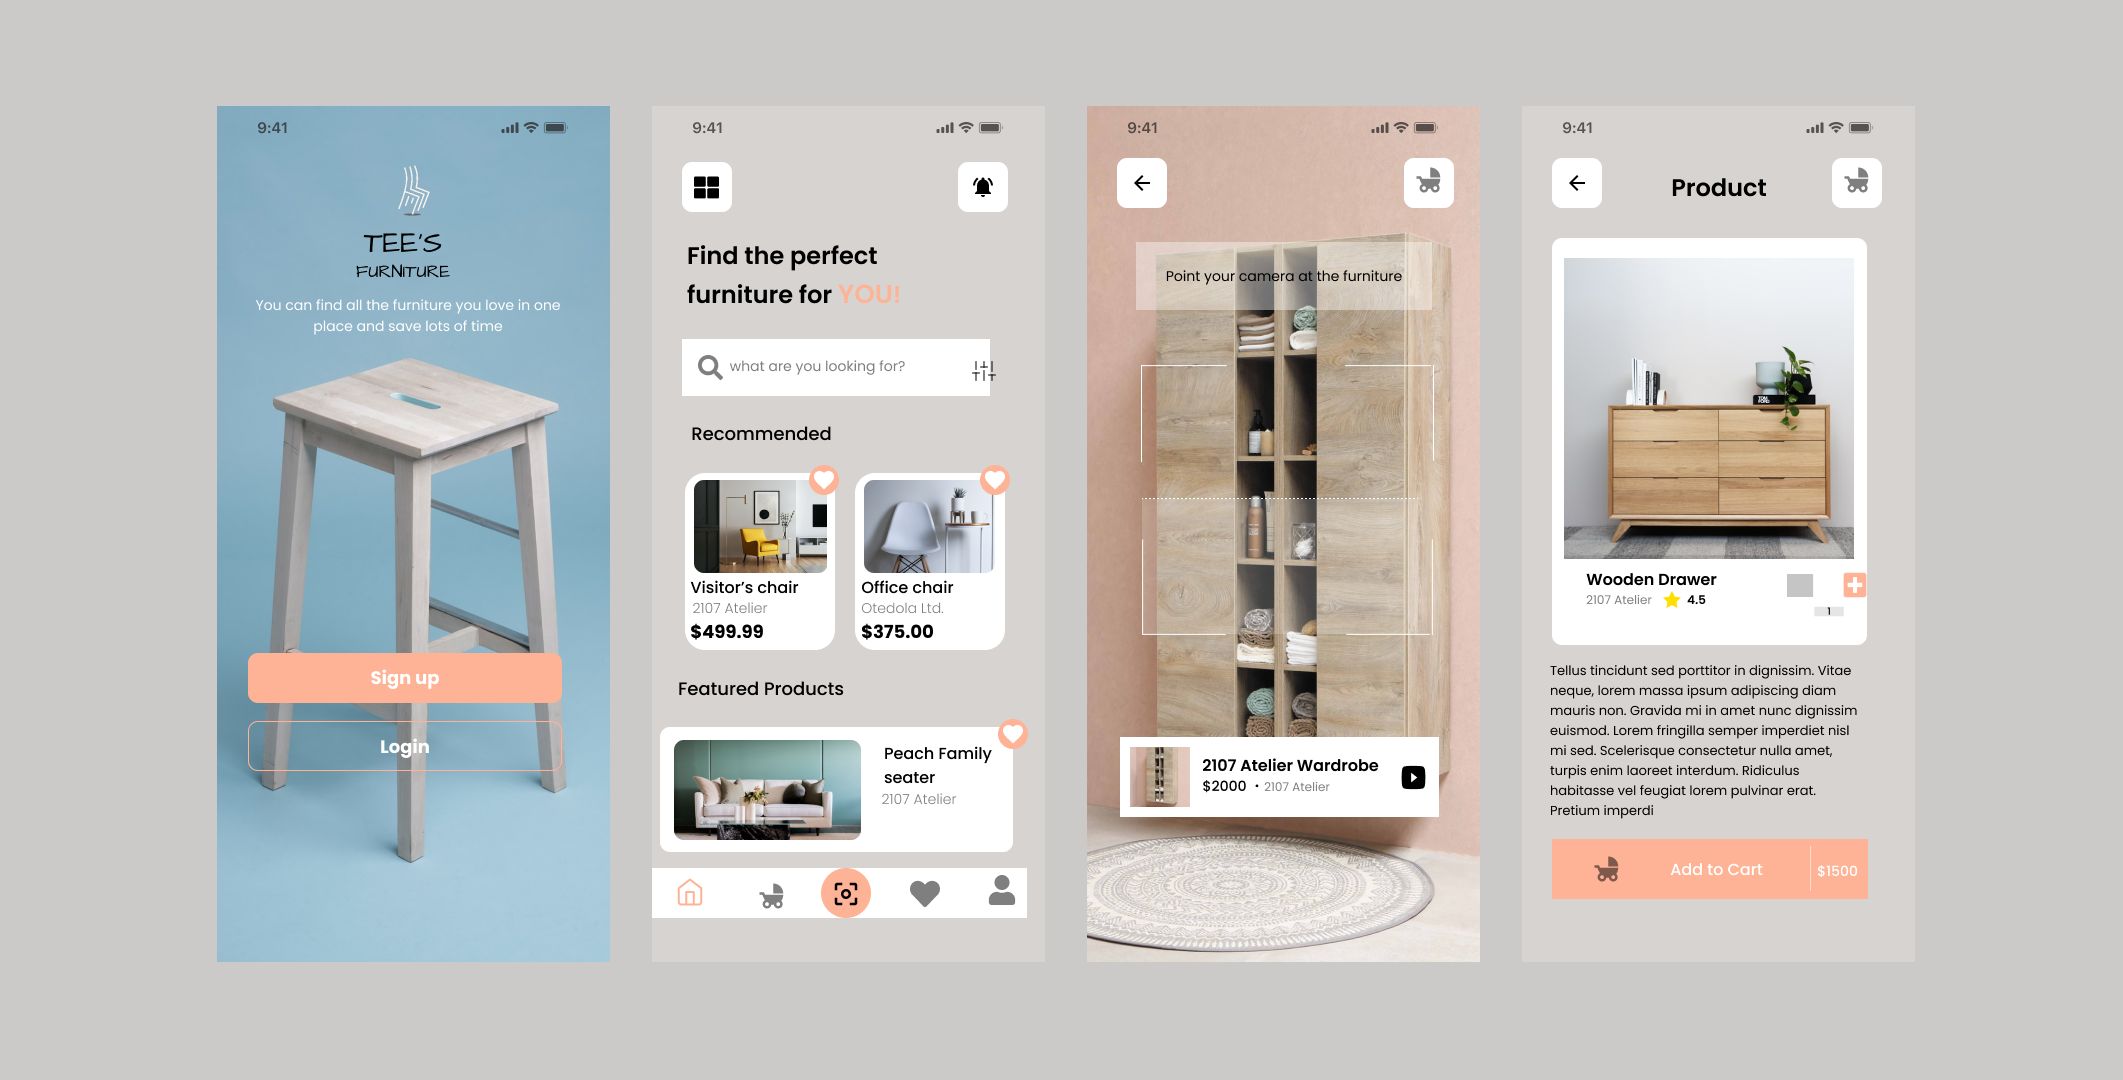 9:41
TEE'S
FURNITURE
You can find all the furniture you love in one
place and save lots of time
Sign up
Login
9:41
Find the perfect
furniture for YOU!
what are you looking for?
Recommended
Visitor's chair
2107 Atelier
$499.99
Office chair
Otedola Ltd.
$375.00
Featured Products
Peach Family
seater
2107 Atelier
9:41
Point your camera at the furniture
2107 Atelier Wardrobe
$2000 • 2107 Atelier
9:41
Product
TOM FORD
Wooden Drawer
2107 Atelier 4.5
1
Tellus tincidunt sed porttitor in dignissim. Vitae
neque, lorem massa ipsum adipiscing diam
mauris non. Gravida mi in amet nunc dignissim
euismod. Lorem fringilla semper imperdiet nisl
mi sed. Scelerisque consectetur nulla amet,
turpis enim laoreet interdum. Ridiculus
habitasse vel feugiat lorem pulvinar erat.
Pretium imperdi
Add to Cart $1500